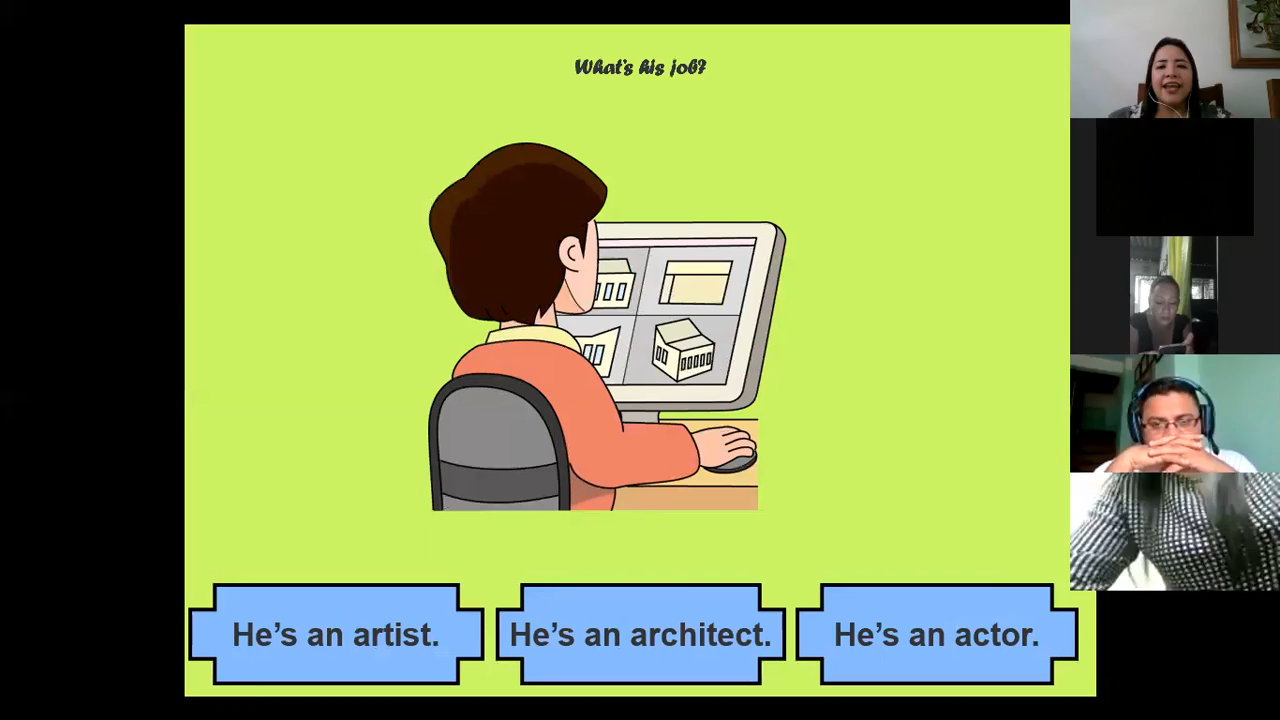 What's his job?
He’s an artist.
He’s an architect.
He’s an actor.